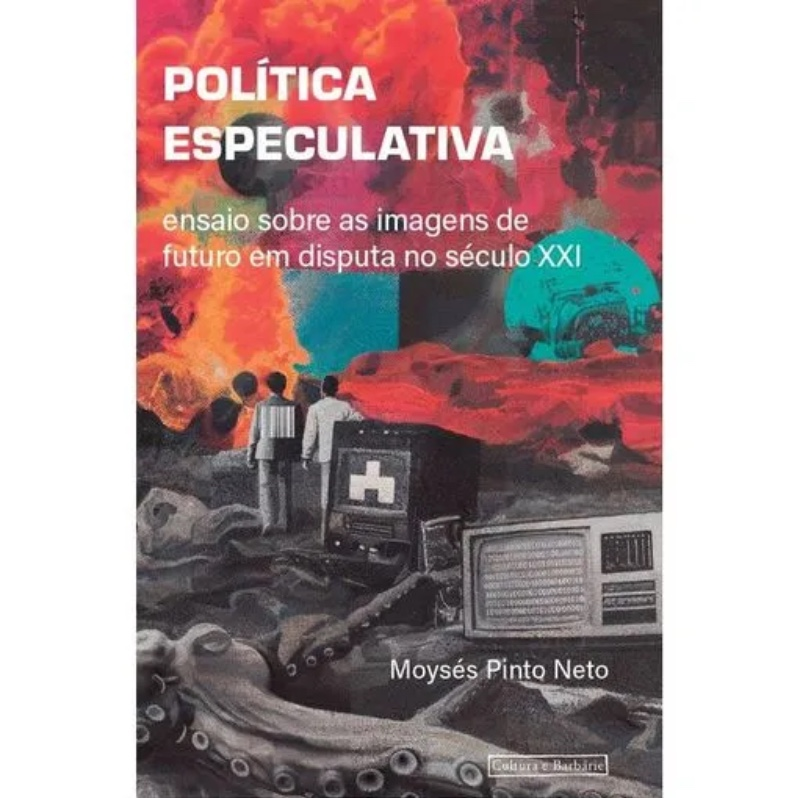 POLÍTICA
ESPECULATIVA
ensaio sobre as imagens de
futuro em disputa no século XXI
Moysés Pinto Neto
Cultura e Barbárie